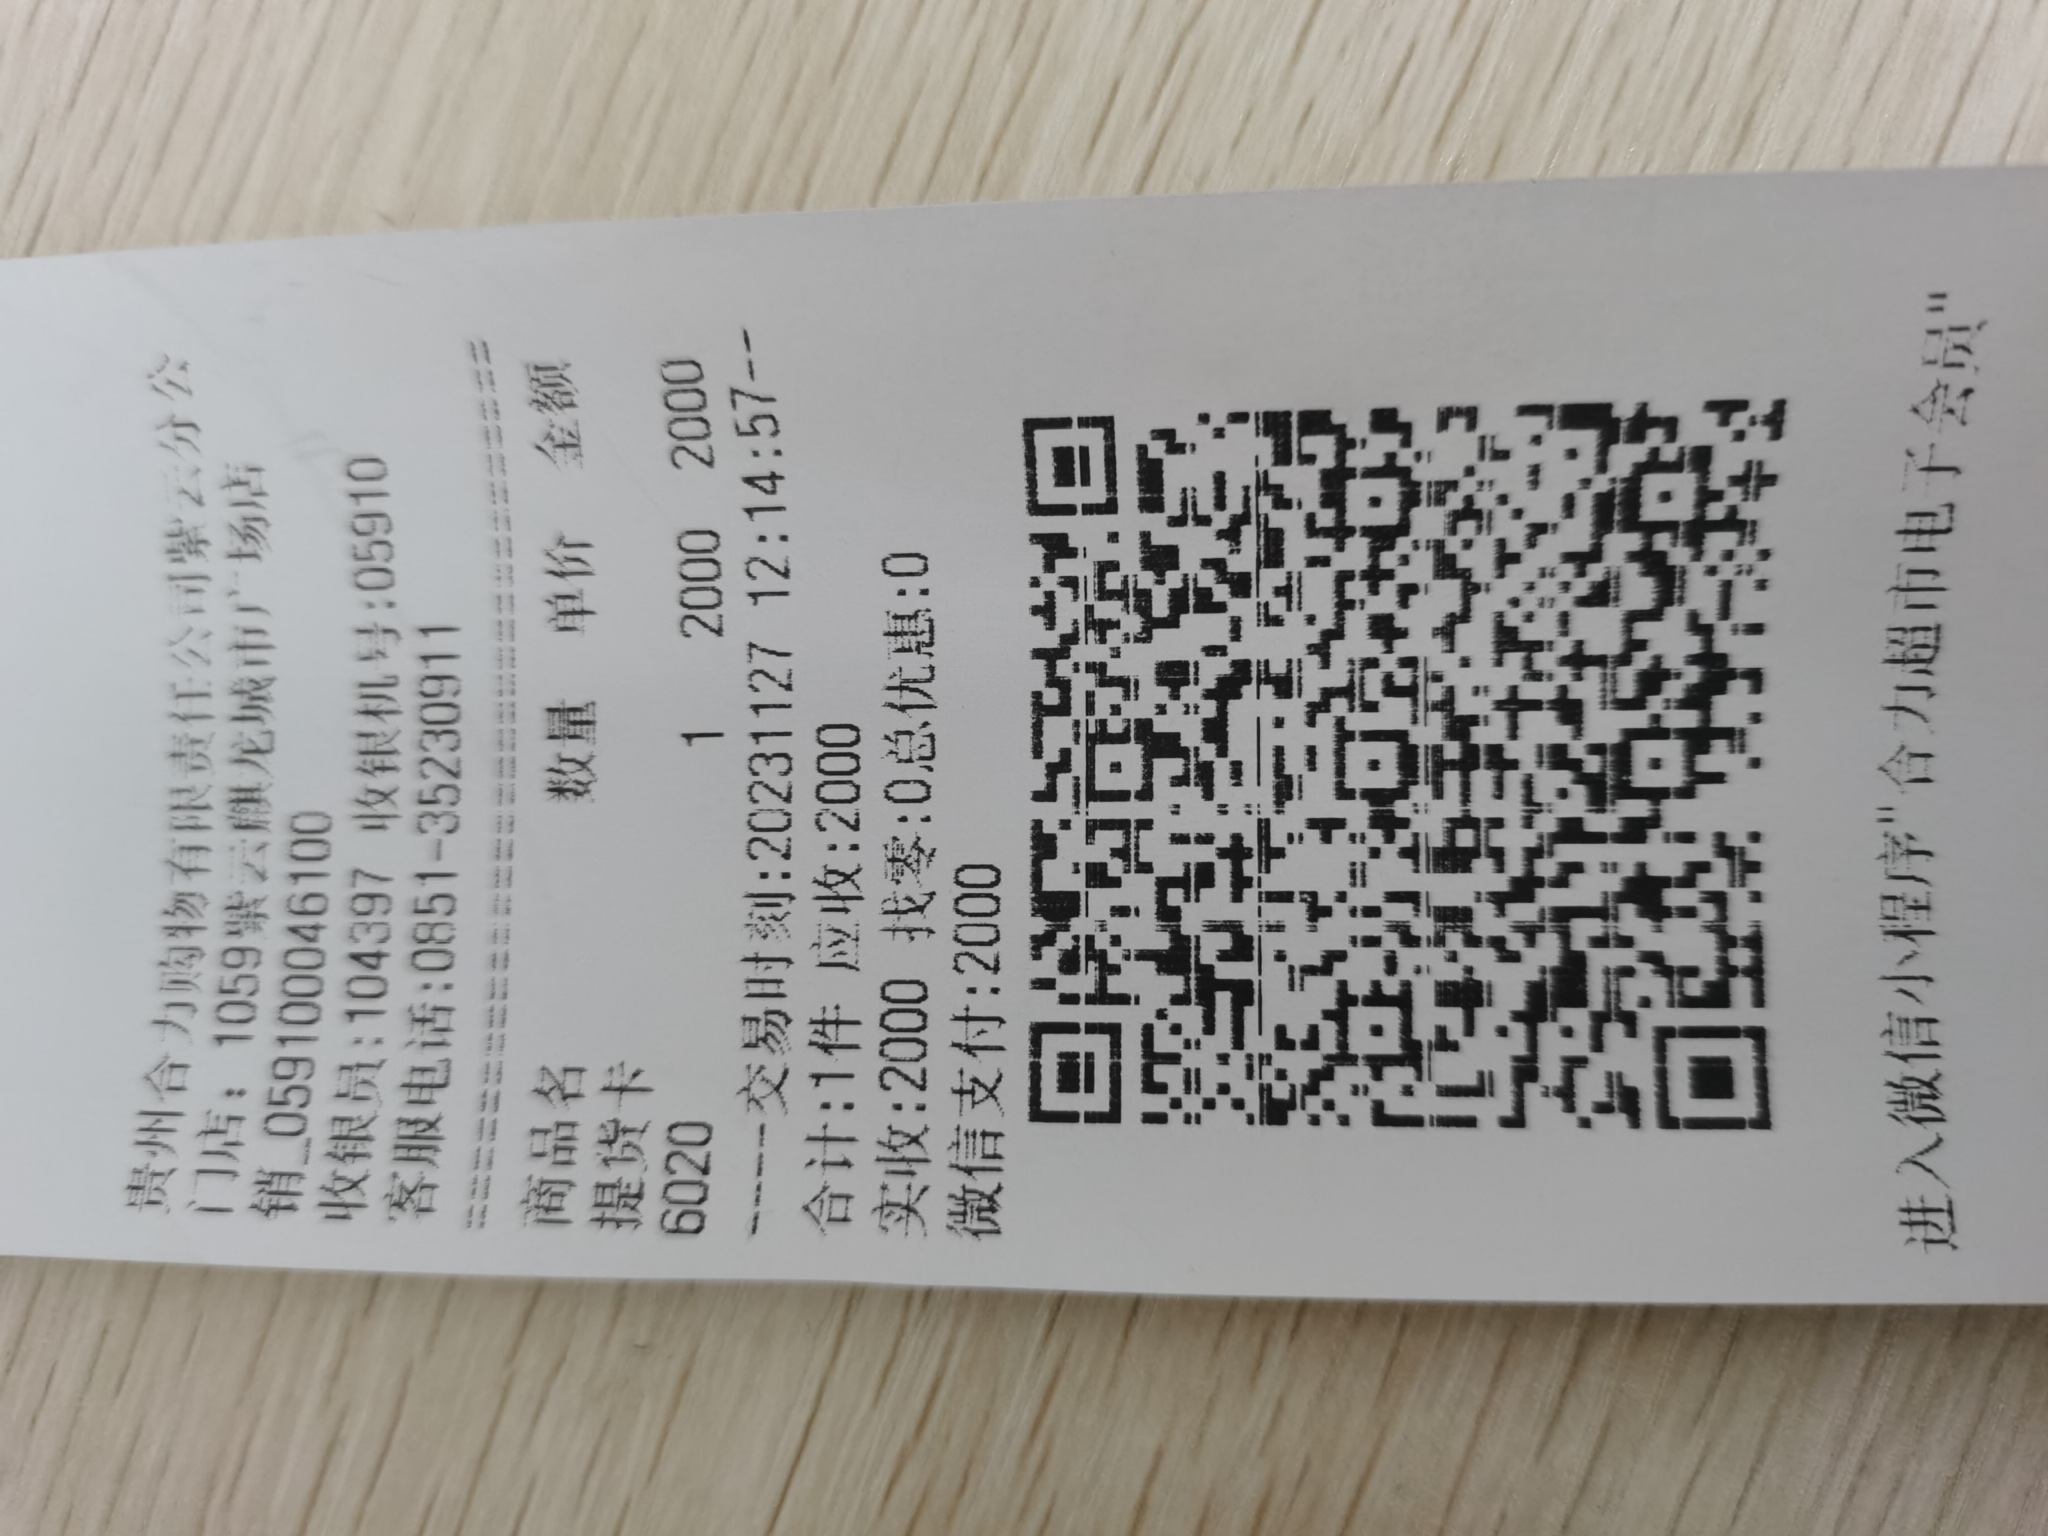 贵州合力购物有限责任公司紫云分公
门店: 1059紫云麒龙城市广场店
销_0591000046100
收银员:104397 收银机号:05910
客服电话:0851-35230911
================================
商品名 数量 单价 金额
提货卡
6020 1 2000 2000
-----交易时刻:20231127 12:14:57--
合计:1件 应收:2000
实收:2000 找零:0总优惠:0
微信支付:2000
进入微信小程序"合力超市电子会员"